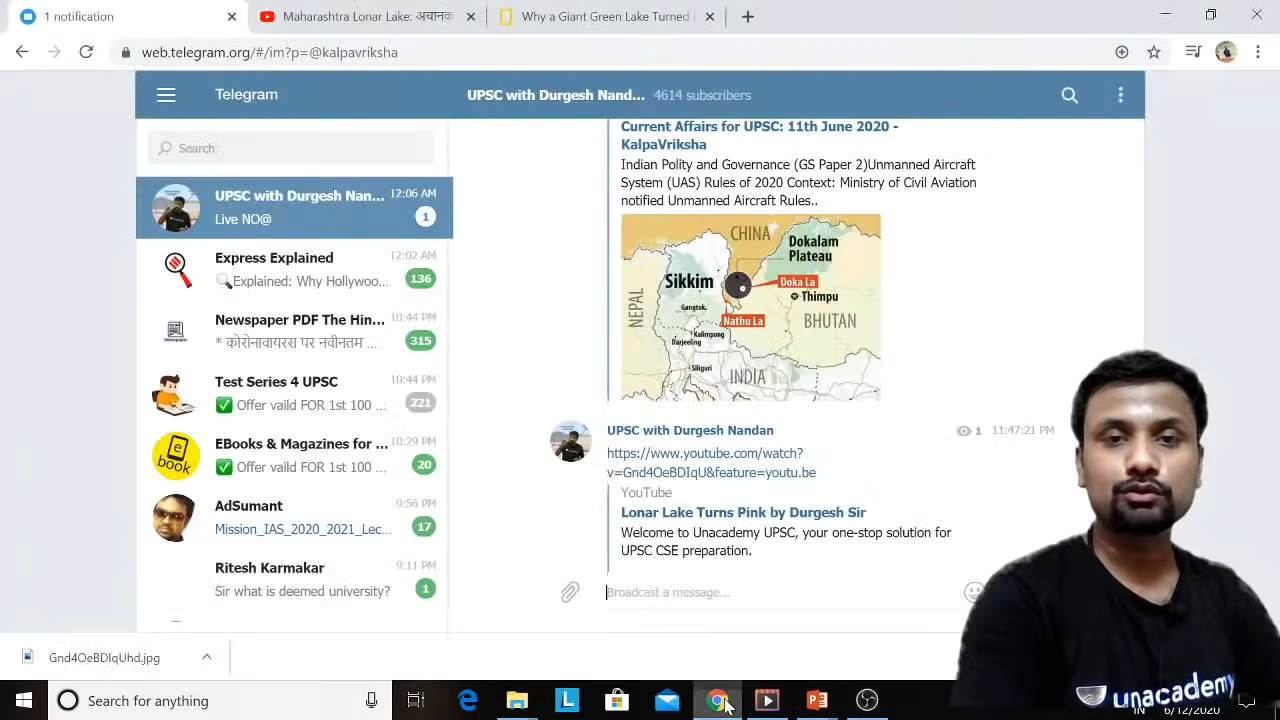 1 notification
Maharashtra Lonar Lake: अचानक
Why a Giant Green Lake Turned
web.telegram.org/#/im?p=@kalpavriksha
Telegram
UPSC with Durgesh Nand... 4614 subscribers
Search
UPSC with Durgesh Nan... 12:06 AM
Live NO@ 1
Express Explained 12:02 AM
Explained: Why Hollywoo... 136
Newspaper PDF The Hin... 10:44 PM
* कोरोनावायरस पर नवीनतम ... 315
Newspaper
Test Series 4 UPSC 10:44 PM
Offer vaild FOR 1st 100 ... 221
EBooks & Magazines for ... 10:29 PM
Offer vaild FOR 1st 100 ... 20
e book
AdSumant 9:56 PM
Mission_IAS_2020_2021_Lec... 17
Ritesh Karmakar 9:11 PM
Sir what is deemed university? 1
Current Affairs for UPSC: 11th June 2020 -
KalpaVriksha
Indian Polity and Governance (GS Paper 2)Unmanned Aircraft
System (UAS) Rules of 2020 Context: Ministry of Civil Aviation
notified Unmanned Aircraft Rules..
CHINA
Dokalam
Plateau
Sikkim
Doka La
Thimpu
NEPAL
Gangtok
Nathu La
BHUTAN
Kalimpong
Darjeeling
Siliguri
INDIA
UPSC with Durgesh Nandan 1 11:47:21 PM
https://www.youtube.com/watch?
v=Gnd4OeBDIqU&feature=youtu.be
YouTube
Lonar Lake Turns Pink by Durgesh Sir
Welcome to Unacademy UPSC, your one-stop solution for
UPSC CSE preparation.
Broadcast a message...
Gnd4OeBDIqUhd.jpg
unacademy
Search for anything
IN 6/12/2020